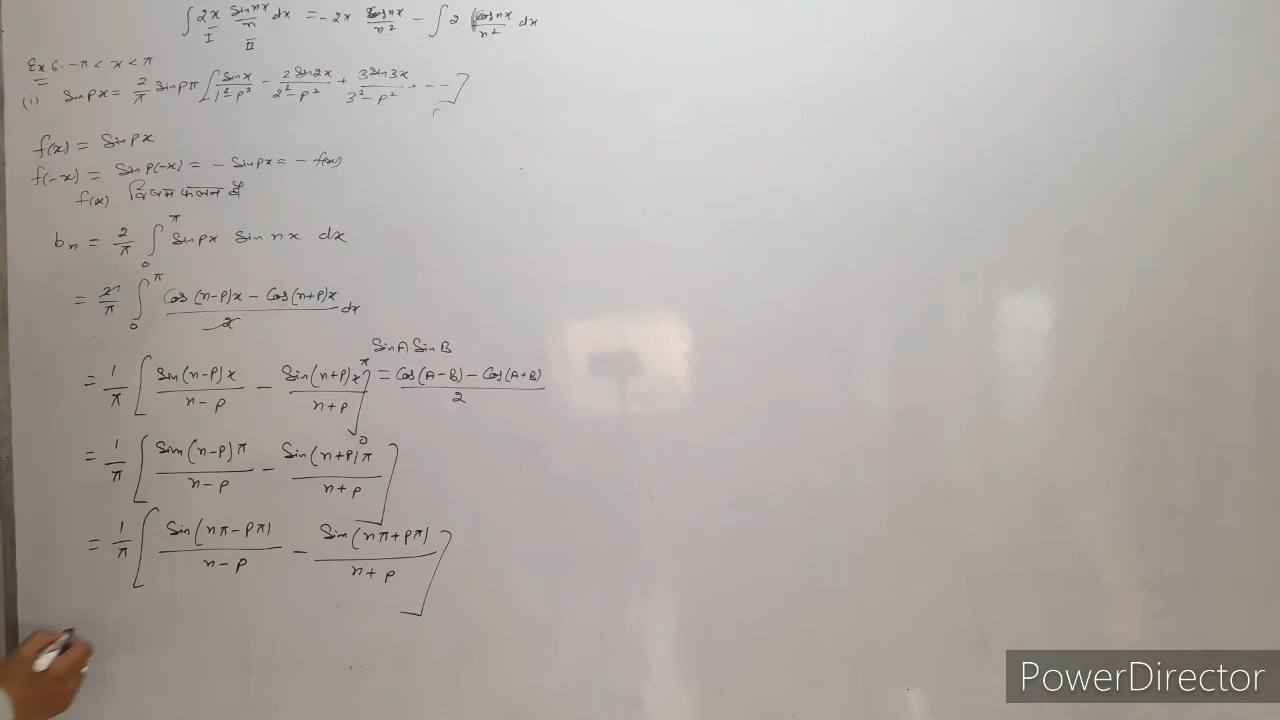 ∫ 2x sin nx/n dx = - 2x · cos nx/n² - ∫ 2 · cos nx/n² dx
I II
Ex 6. -π < x < π
(i) Sin px = 2/π Sin pπ [ Sin x/1²-p² - 2 Sin 2x/2²-p² + 3 Sin 3x/3²-p² + --- ]
f(x) = Sin px
f(-x) = Sin p(-x) = - Sin px = - f(x)
f(x) विषम फलन है
bₙ = 2/π ∫₀^π Sin px Sin nx dx
= 2/π ∫₀^π Cos(n-p)x - Cos(n+p)x/2 dx
Sin A Sin B
= 1/π [ Sin(n-p)x/n-p - Sin(n+p)x/n+p ]₀^π = Cos(A-B) - Cos(A+B)/2
= 1/π [ Sin(n-p)π/n-p - Sin(n+p)π/n+p ]
= 1/π [ Sin(nπ-pπ)/n-p - Sin(nπ+pπ)/n+p ]
PowerDirector